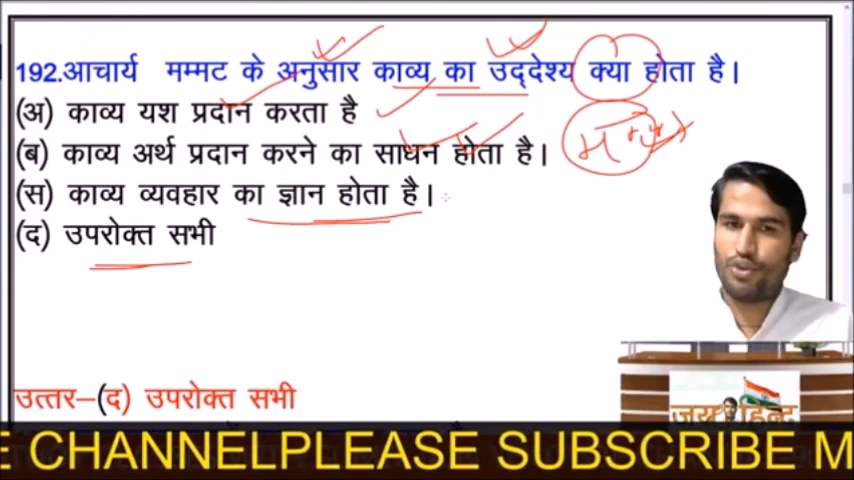 192.आचार्य मम्मट के अनुसार काव्य का उद्देश्य क्या होता है।
(अ) काव्य यश प्रदान करता है
(ब) काव्य अर्थ प्रदान करने का साधन होता है।
(स) काव्य व्यवहार का ज्ञान होता है।
(द) उपरोक्त सभी
उत्तर–(द) उपरोक्त सभी
जय हिन्द
E CHANNELPLEASE SUBSCRIBE M